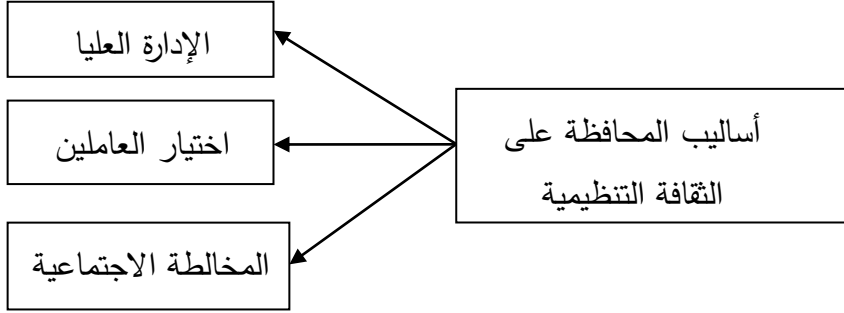 أساليب المحافظة على
الثقافة التنظيمية
الإدارة العليا
اختيار العاملين
المخالطة الاجتماعية